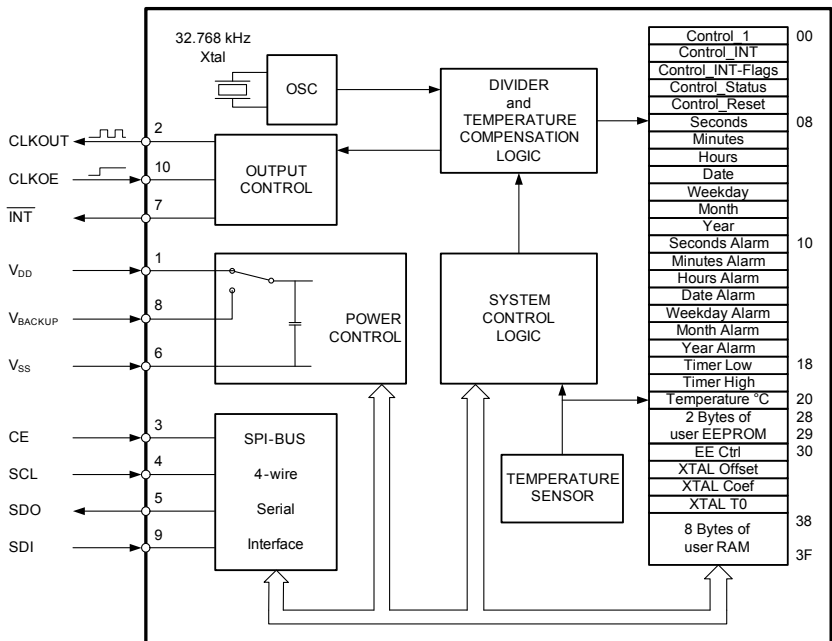 32.768 kHz
Xtal
OSC
DIVIDER
and
TEMPERATURE
COMPENSATION
LOGIC
CLKOUT
2
CLKOE
10
INT
7
OUTPUT
CONTROL
VDD
1
VBACKUP
8
VSS
6
POWER
CONTROL
SYSTEM
CONTROL
LOGIC
CE
3
SCL
4
SDO
5
SDI
9
SPI-BUS
4-wire
Serial
Interface
TEMPERATURE
SENSOR
Control_1 00
Control_INT
Control_INT-Flags
Control_Status
Control_Reset
Seconds 08
Minutes
Hours
Date
Weekday
Month
Year
Seconds Alarm 10
Minutes Alarm
Hours Alarm
Date Alarm
Weekday Alarm
Month Alarm
Year Alarm
Timer Low 18
Timer High
Temperature °C 20
2 Bytes of 28
user EEPROM 29
EE Ctrl 30
XTAL Offset
XTAL Coef
XTAL T0
38
8 Bytes of
user RAM
3F